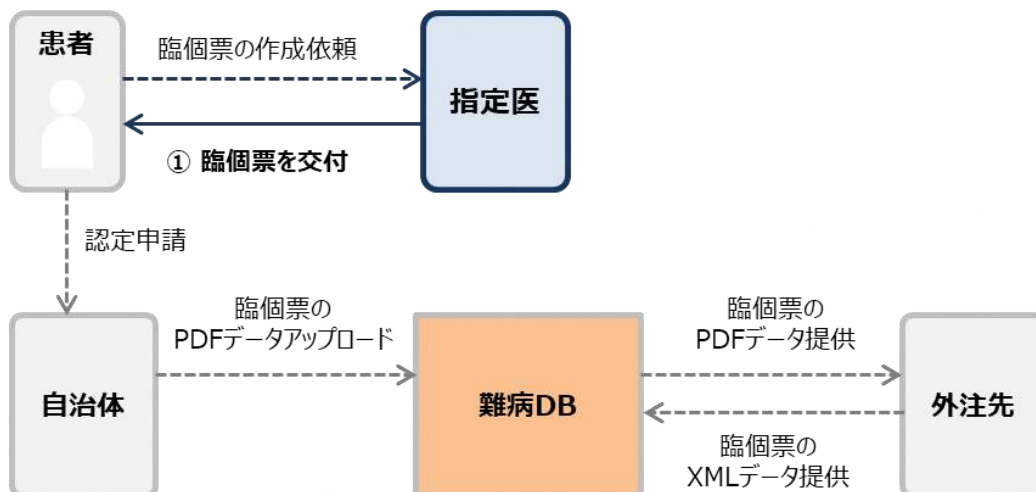 患者
臨個票の作成依頼
指定医
① 臨個票を交付
認定申請
臨個票の
PDFデータアップロード
臨個票の
PDFデータ提供
自治体
難病DB
外注先
臨個票の
XMLデータ提供